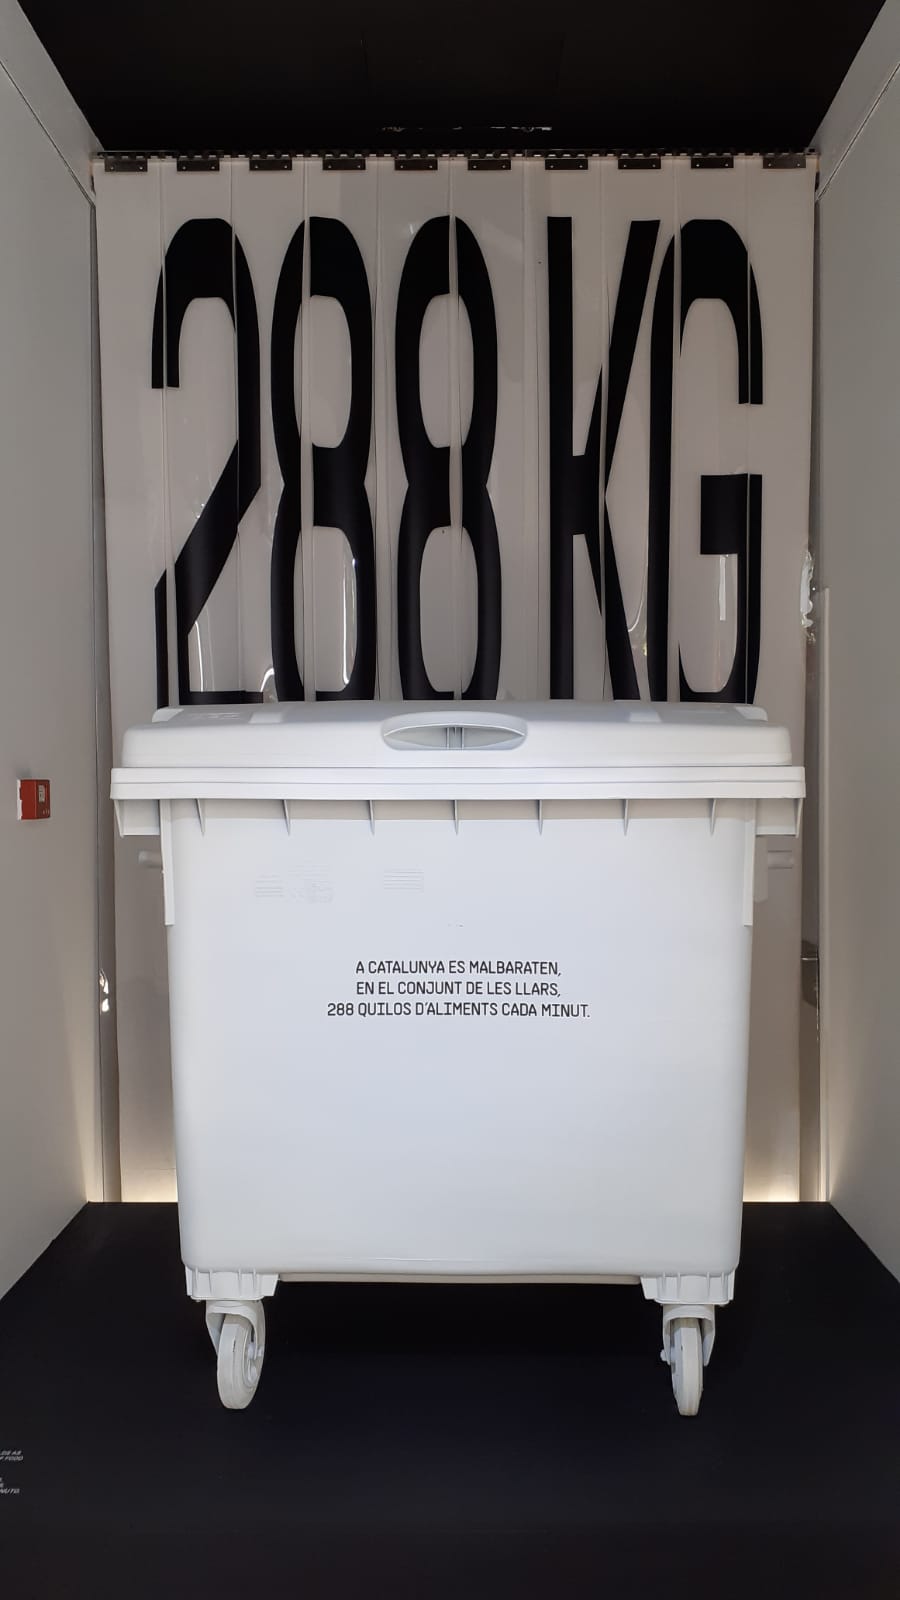 288 KG
A CATALUNYA ES MALBARATEN,
EN EL CONJUNT DE LES LLARS,
288 QUILOS D'ALIMENTS CADA MINUT.